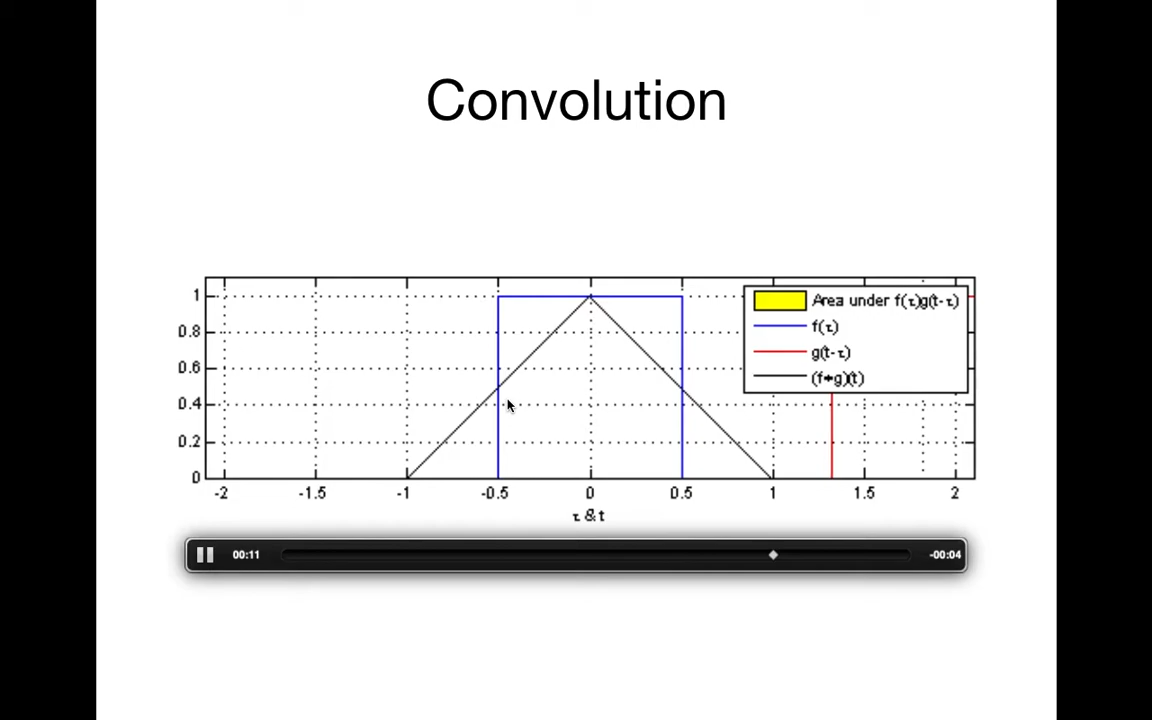 Convolution
1
0.8
0.6
0.4
0.2
0
-2 -1.5 -1 -0.5 0 0.5 1 1.5 2
τ & t
Area under f(τ)g(t-τ)
f(τ)
g(t-τ)
(f*g)(t)
00:11 -00:04